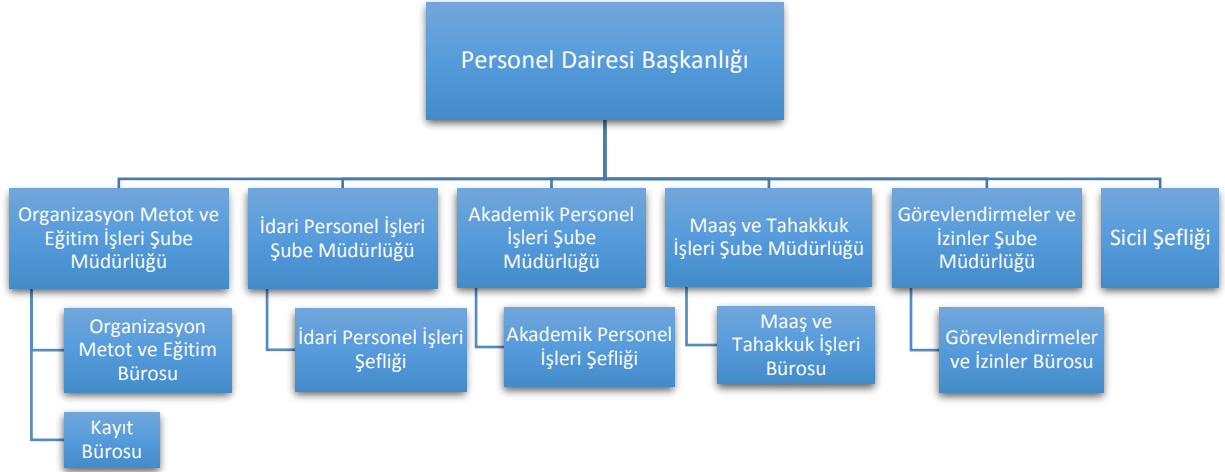 Personel Dairesi Başkanlığı
Organizasyon Metot ve
Eğitim İşleri Şube
Müdürlüğü
İdari Personel İşleri
Şube Müdürlüğü
Akademik Personel
İşleri Şube
Müdürlüğü
Maaş ve Tahakkuk
İşleri Şube Müdürlüğü
Görevlendirmeler ve
İzinler Şube
Müdürlüğü
Sicil Şefliği
Organizasyon
Metot ve Eğitim
Bürosu
İdari Personel İşleri
Şefliği
Akademik Personel
İşleri Şefliği
Maaş ve
Tahakkuk İşleri
Bürosu
Görevlendirmeler
ve İzinler Bürosu
Kayıt
Bürosu